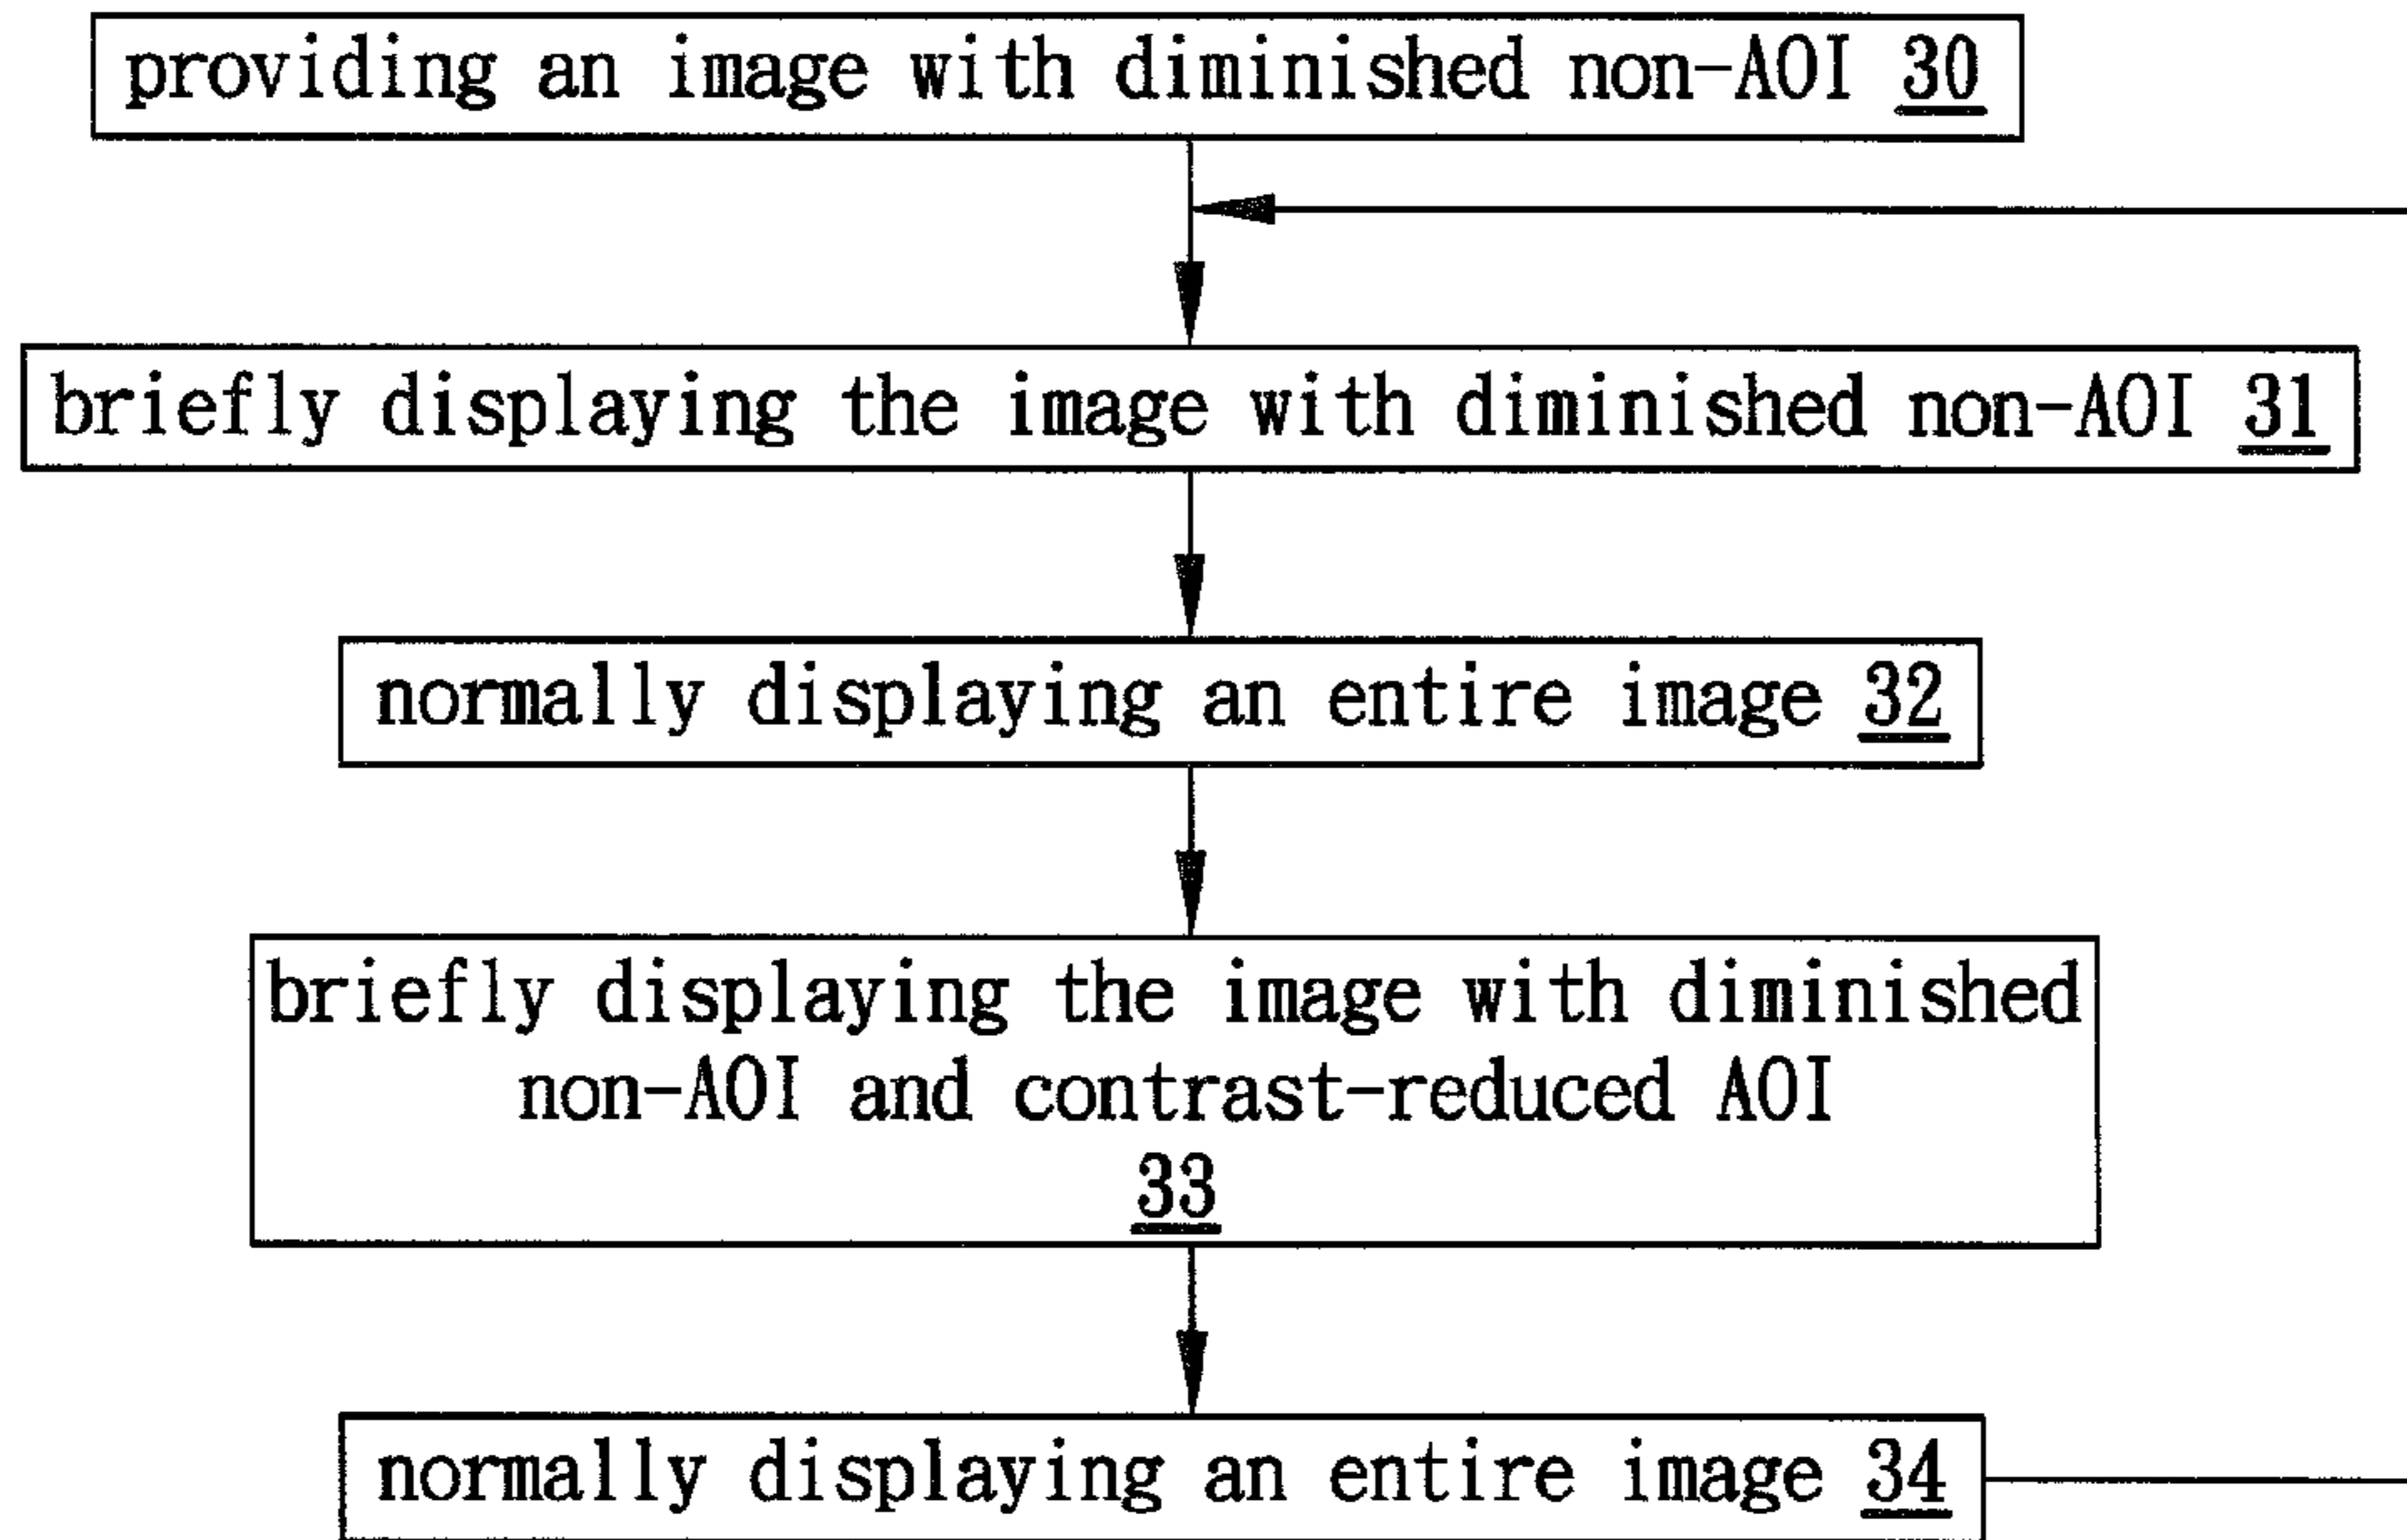 providing an image with diminished non-AOI 30
briefly displaying the image with diminished non-AOI 31
normally displaying an entire image 32
briefly displaying the image with diminished
non-AOI and contrast-reduced AOI
33
normally displaying an entire image 34